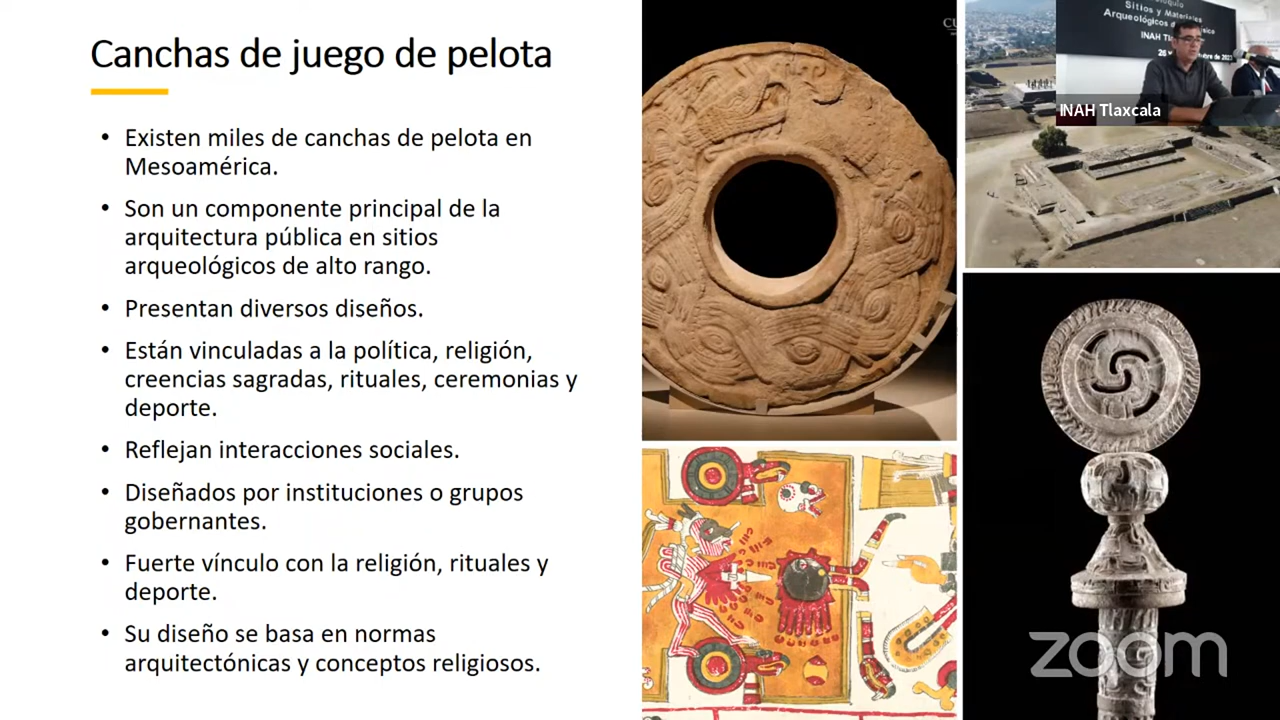 Canchas de juego de pelota
• Existen miles de canchas de pelota en
Mesoamérica.
• Son un componente principal de la
arquitectura pública en sitios
arqueológicos de alto rango.
• Presentan diversos diseños.
• Están vinculadas a la política, religión,
creencias sagradas, rituales, ceremonias y
deporte.
• Reflejan interacciones sociales.
• Diseñados por instituciones o grupos
gobernantes.
• Fuerte vínculo con la religión, rituales y
deporte.
• Su diseño se basa en normas
arquitectónicas y conceptos religiosos.
Sitios y Materiales
Arqueológicos
INAH
INAH Tlaxcala
zoom